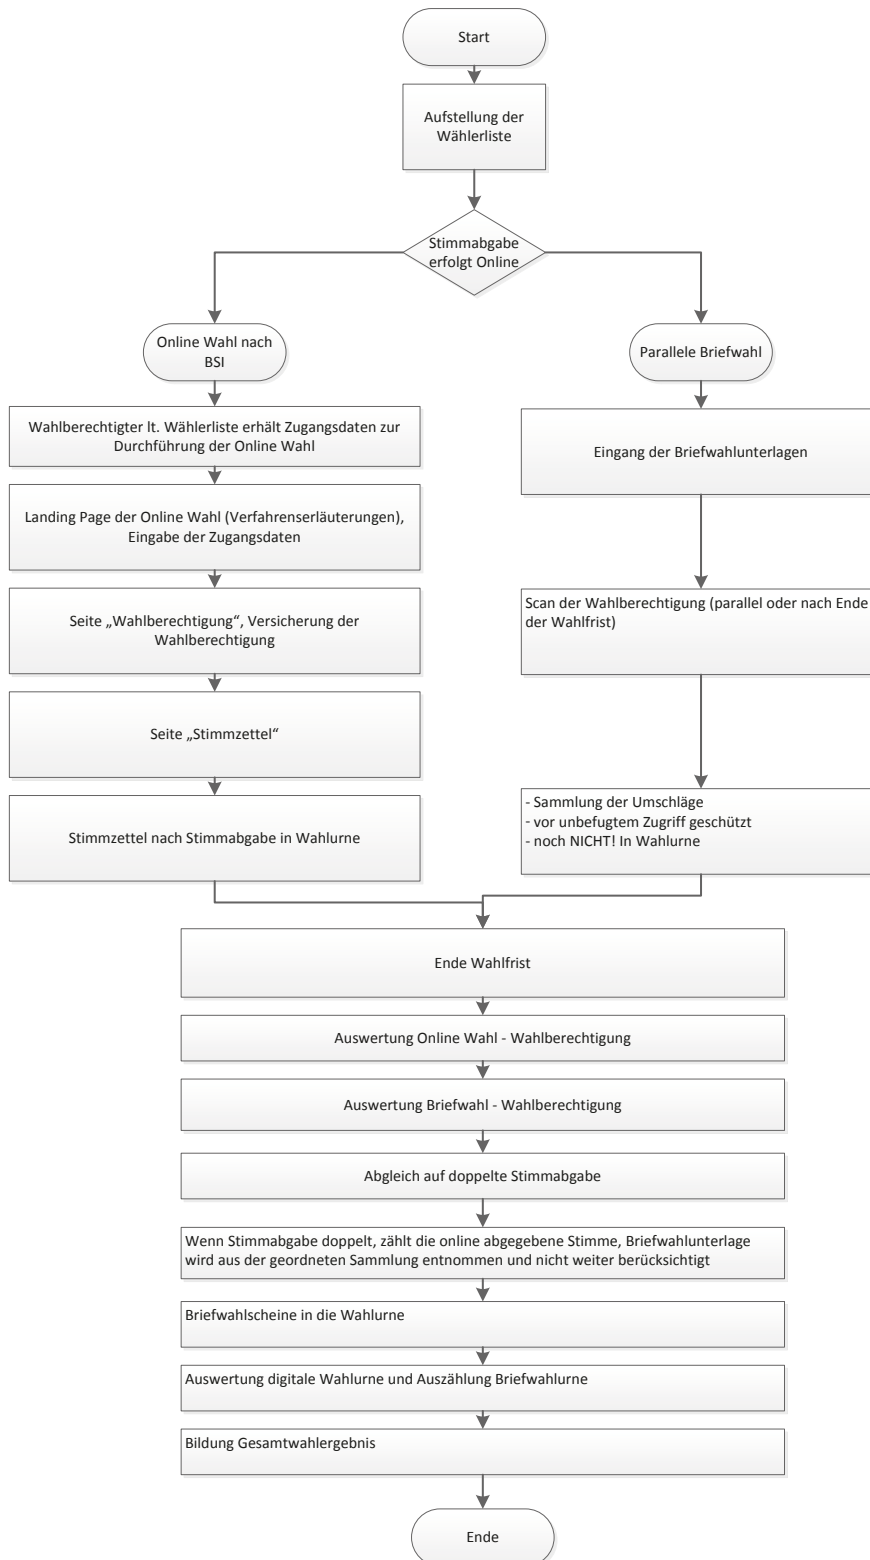 Start
Aufstellung der
Wählerliste
Stimmabgabe
erfolgt Online
Online Wahl nach
BSI
Wahlberechtigter lt. Wählerliste erhält Zugangsdaten zur
Durchführung der Online Wahl
Landing Page der Online Wahl (Verfahrenserläuterungen),
Eingabe der Zugangsdaten
Seite „Wahlberechtigung“, Versicherung der
Wahlberechtigung
Seite „Stimmzettel“
Stimmzettel nach Stimmabgabe in Wahlurne
Parallele Briefwahl
Eingang der Briefwahlunterlagen
Scan der Wahlberechtigung (parallel oder nach Ende
der Wahlfrist)
- Sammlung der Umschläge
- vor unbefugtem Zugriff geschützt
- noch NICHT! In Wahlurne
Ende Wahlfrist
Auswertung Online Wahl - Wahlberechtigung
Auswertung Briefwahl - Wahlberechtigung
Abgleich auf doppelte Stimmabgabe
Wenn Stimmabgabe doppelt, zählt die online abgegebene Stimme, Briefwahlunterlage
wird aus der geordneten Sammlung entnommen und nicht weiter berücksichtigt
Briefwahlscheine in die Wahlurne
Auswertung digitale Wahlurne und Auszählung Briefwahlurne
Bildung Gesamtwahlergebnis
Ende